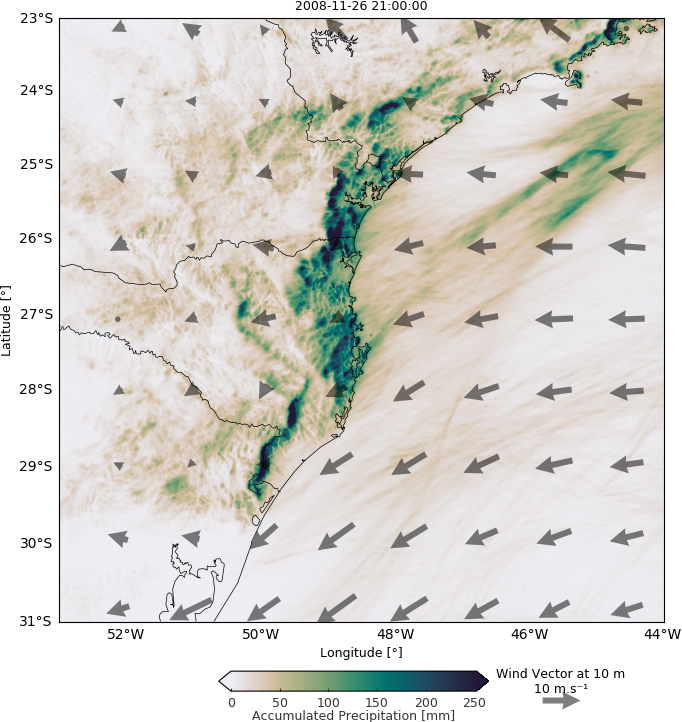 2008-11-26 21:00:00
23°S
24°S
25°S
26°S
27°S
28°S
29°S
30°S
31°S
Latitude [°]
52°W 50°W 48°W 46°W 44°W
Longitude [°]
0 50 100 150 200 250
Accumulated Precipitation [mm]
Wind Vector at 10 m
10 m.s⁻¹